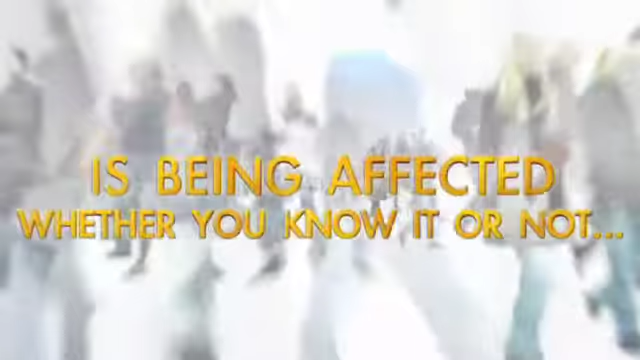 IS BEING AFFECTED
WHETHER YOU KNOW IT OR NOT...